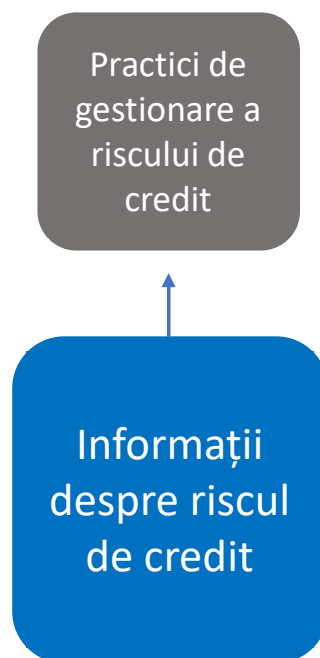 Practici de
gestionare a
riscului de
credit
Informații
despre riscul
de credit